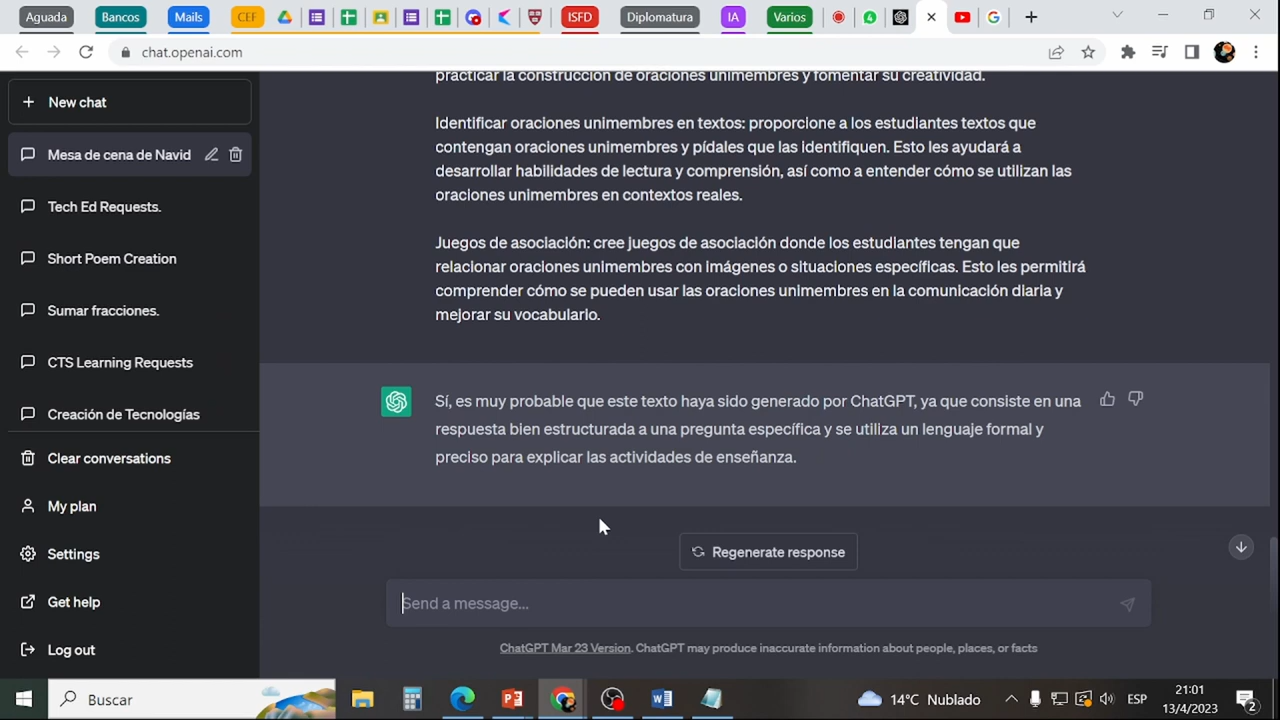 Aguada Bancos Mails CEF ISFD Diplomatura IA Varios
chat.openai.com
New chat
Mesa de cena de Navid
Tech Ed Requests.
Short Poem Creation
Sumar fracciones.
CTS Learning Requests
Creación de Tecnologías
Clear conversations
My plan
Settings
Get help
Log out
practicar la construcción de oraciones unimembres y fomentar su creatividad.
Identificar oraciones unimembres en textos: proporcione a los estudiantes textos que
contengan oraciones unimembres y pídales que las identifiquen. Esto les ayudará a
desarrollar habilidades de lectura y comprensión, así como a entender cómo se utilizan las
oraciones unimembres en contextos reales.
Juegos de asociación: cree juegos de asociación donde los estudiantes tengan que
relacionar oraciones unimembres con imágenes o situaciones específicas. Esto les permitirá
comprender cómo se pueden usar las oraciones unimembres en la comunicación diaria y
mejorar su vocabulario.
Sí, es muy probable que este texto haya sido generado por ChatGPT, ya que consiste en una
respuesta bien estructurada a una pregunta específica y se utiliza un lenguaje formal y
preciso para explicar las actividades de enseñanza.
Regenerate response
Send a message...
ChatGPT Mar 23 Version. ChatGPT may produce inaccurate information about people, places, or facts
Buscar
14°C Nublado
ESP
21:01
13/4/2023
2